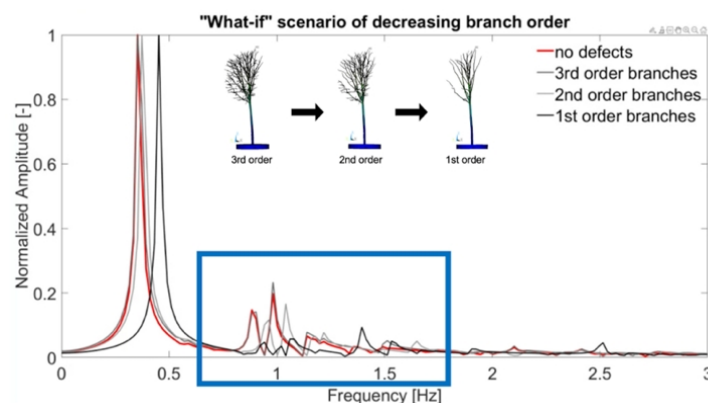 "What-if" scenario of decreasing branch order
no defects
3rd order branches
2nd order branches
1st order branches
3rd order
2nd order
1st order
Normalized Amplitude [-]
1
0.8
0.6
0.4
0.2
0
0
0.5
1
1.5
2
2.5
3
Frequency [Hz]